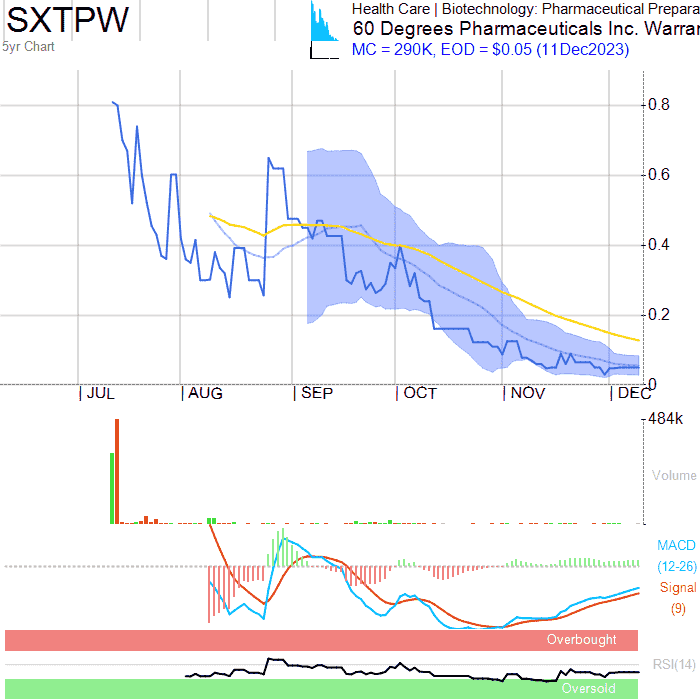 SXTPW
5yr Chart
Health Care | Biotechnology: Pharmaceutical Prepara
60 Degrees Pharmaceuticals Inc. Warrar
MC = 290K, EOD = $0.05 (11Dec2023)
0.8
0.6
0.4
0.2
0
JUL
AUG
SEP
OCT
NOV
DEC
484k
Volume
MACD
(12-26)
Signal
(9)
Overbought
RSI(14)
Oversold